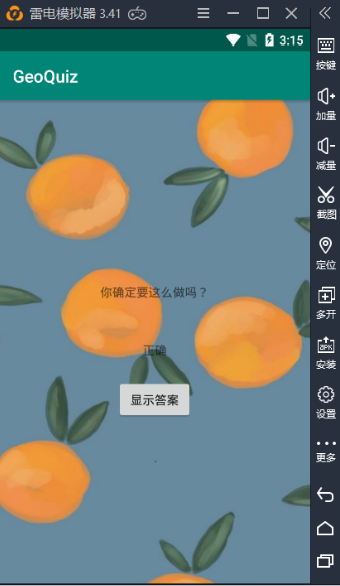 雷电模拟器 3.41
3:15
按键
GeoQuiz
加量
减量
截图
定位
你确定要这么做吗？
多开
正确
APK
安装
显示答案
设置
更多